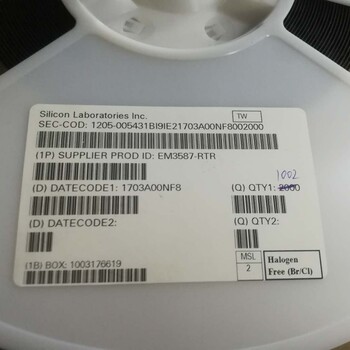 Silicon Laboratories Inc.
TW
SEC-COD: 1205-005431BI9IE21703A00NF8002000
(1P) SUPPLIER PROD ID: EM3587-RTR
1002
(D) DATECODE1: 1703A00NF8
(Q) QTY1: 2000
(D) DATECODE2:
(Q) QTY2:
MSL
2
Halogen
Free (Br/Cl)
(1B) BOX: 1003176619